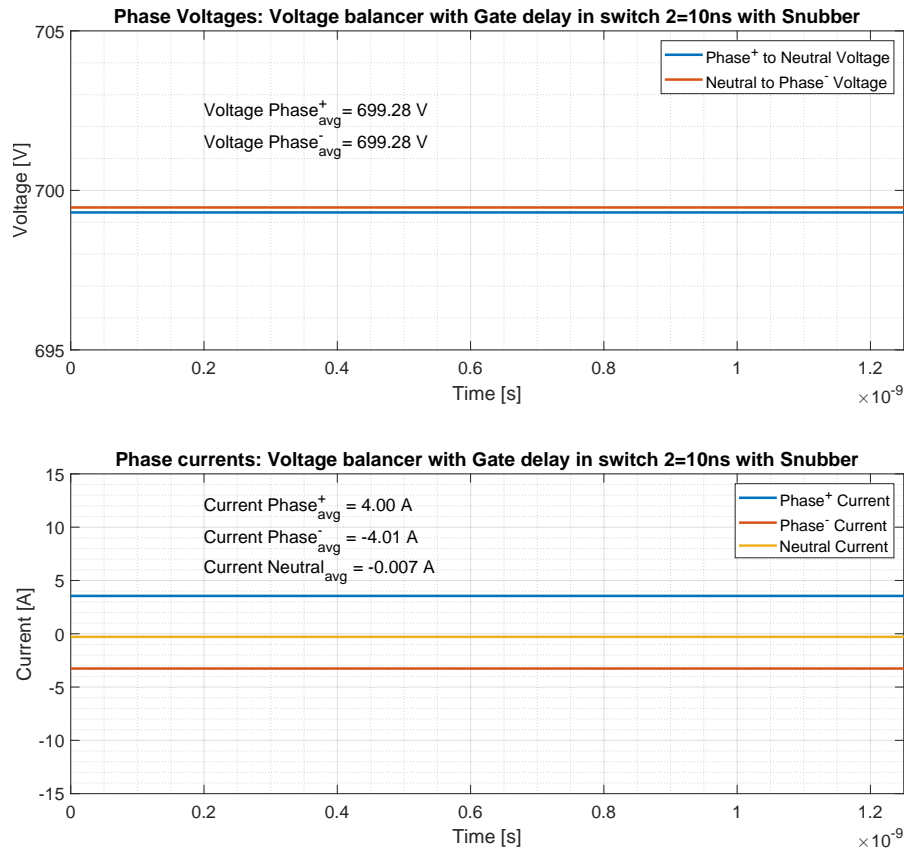 Phase Voltages: Voltage balancer with Gate delay in switch 2=10ns with Snubber
705
700
695
Voltage [V]
Phase+ to Neutral Voltage
Neutral to Phase- Voltage
Voltage Phase+avg= 699.28 V
Voltage Phase-avg= 699.28 V
0 0.2 0.4 0.6 0.8 1 1.2
Time [s]
×10-9
Phase currents: Voltage balancer with Gate delay in switch 2=10ns with Snubber
15
10
5
0
-5
-10
-15
Current [A]
Phase+ Current
Phase- Current
Neutral Current
Current Phase+avg = 4.00 A
Current Phase-avg = -4.01 A
Current Neutralavg = -0.007 A
0 0.2 0.4 0.6 0.8 1 1.2
Time [s]
×10-9